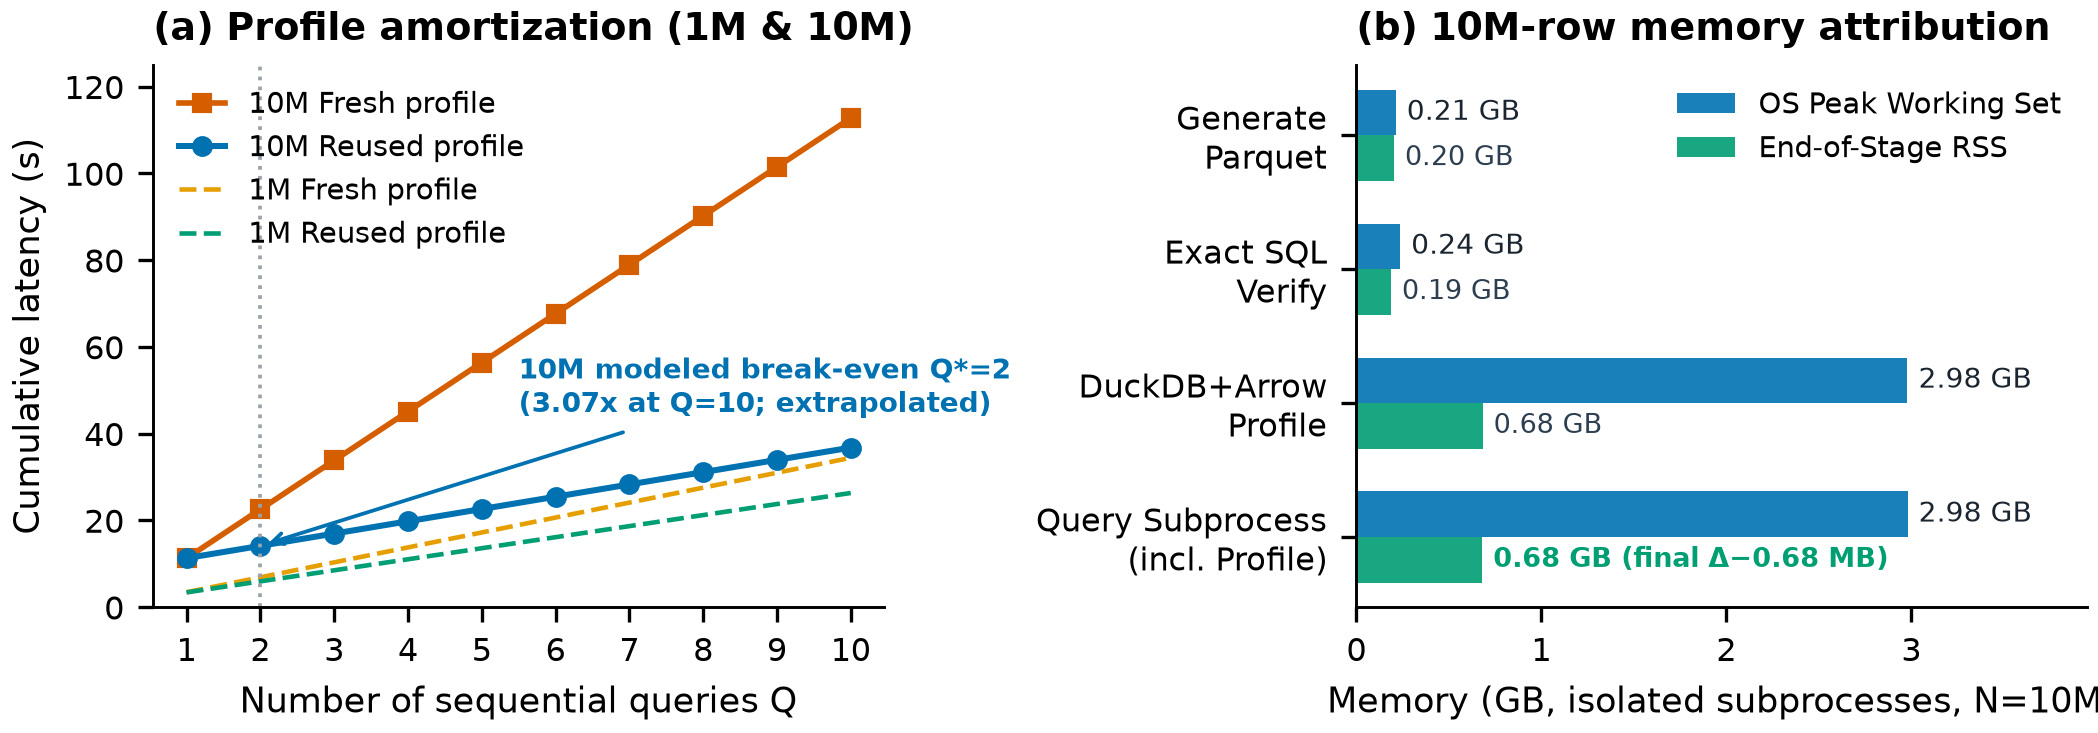 (a) Profile amortization (1M & 10M)
Cumulative latency (s)
120
100
80
60
40
20
0
10M Fresh profile
10M Reused profile
1M Fresh profile
1M Reused profile
10M modeled break-even Q*=2
(3.07x at Q=10; extrapolated)
1 2 3 4 5 6 7 8 9 10
Number of sequential queries Q
(b) 10M-row memory attribution
OS Peak Working Set
End-of-Stage RSS
Generate
Parquet
0.21 GB
0.20 GB
Exact SQL
Verify
0.24 GB
0.19 GB
DuckDB+Arrow
Profile
2.98 GB
0.68 GB
Query Subprocess
(incl. Profile)
2.98 GB
0.68 GB (final Δ−0.68 MB)
0 1 2 3
Memory (GB, isolated subprocesses, N=10M